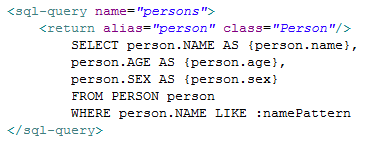 <sql-query name="persons">
    <return alias="person" class="Person"/>
        SELECT person.NAME AS {person.name},
        person.AGE AS {person.age},
        person.SEX AS {person.sex}
        FROM PERSON person
        WHERE person.NAME LIKE :namePattern
</sql-query>